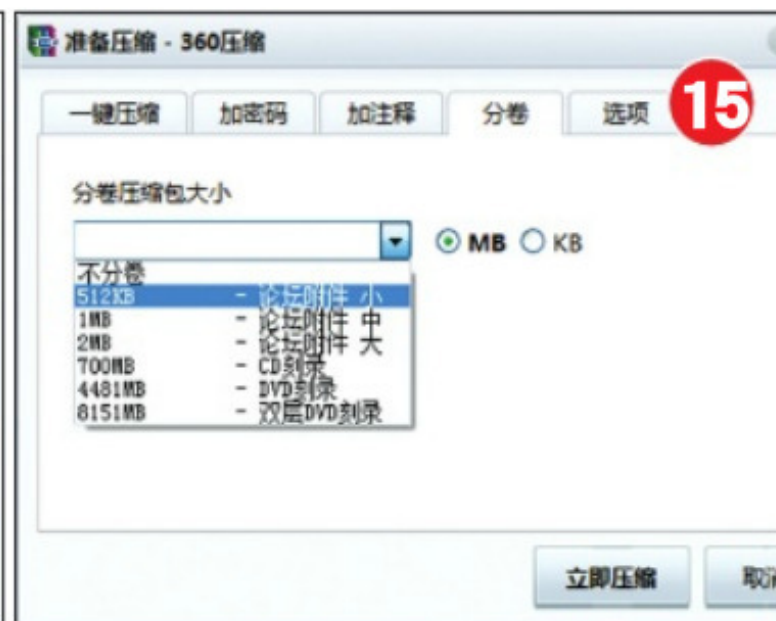 准备压缩 - 360压缩
一键压缩 加密码 加注释 分卷 选项 15
分卷压缩包大小
MB KB
不分卷
512KB - 论坛附件 小
1MB - 论坛附件 中
2MB - 论坛附件 大
700MB - CD刻录
4481MB - DVD刻录
8151MB - 双层DVD刻录
立即压缩 取消